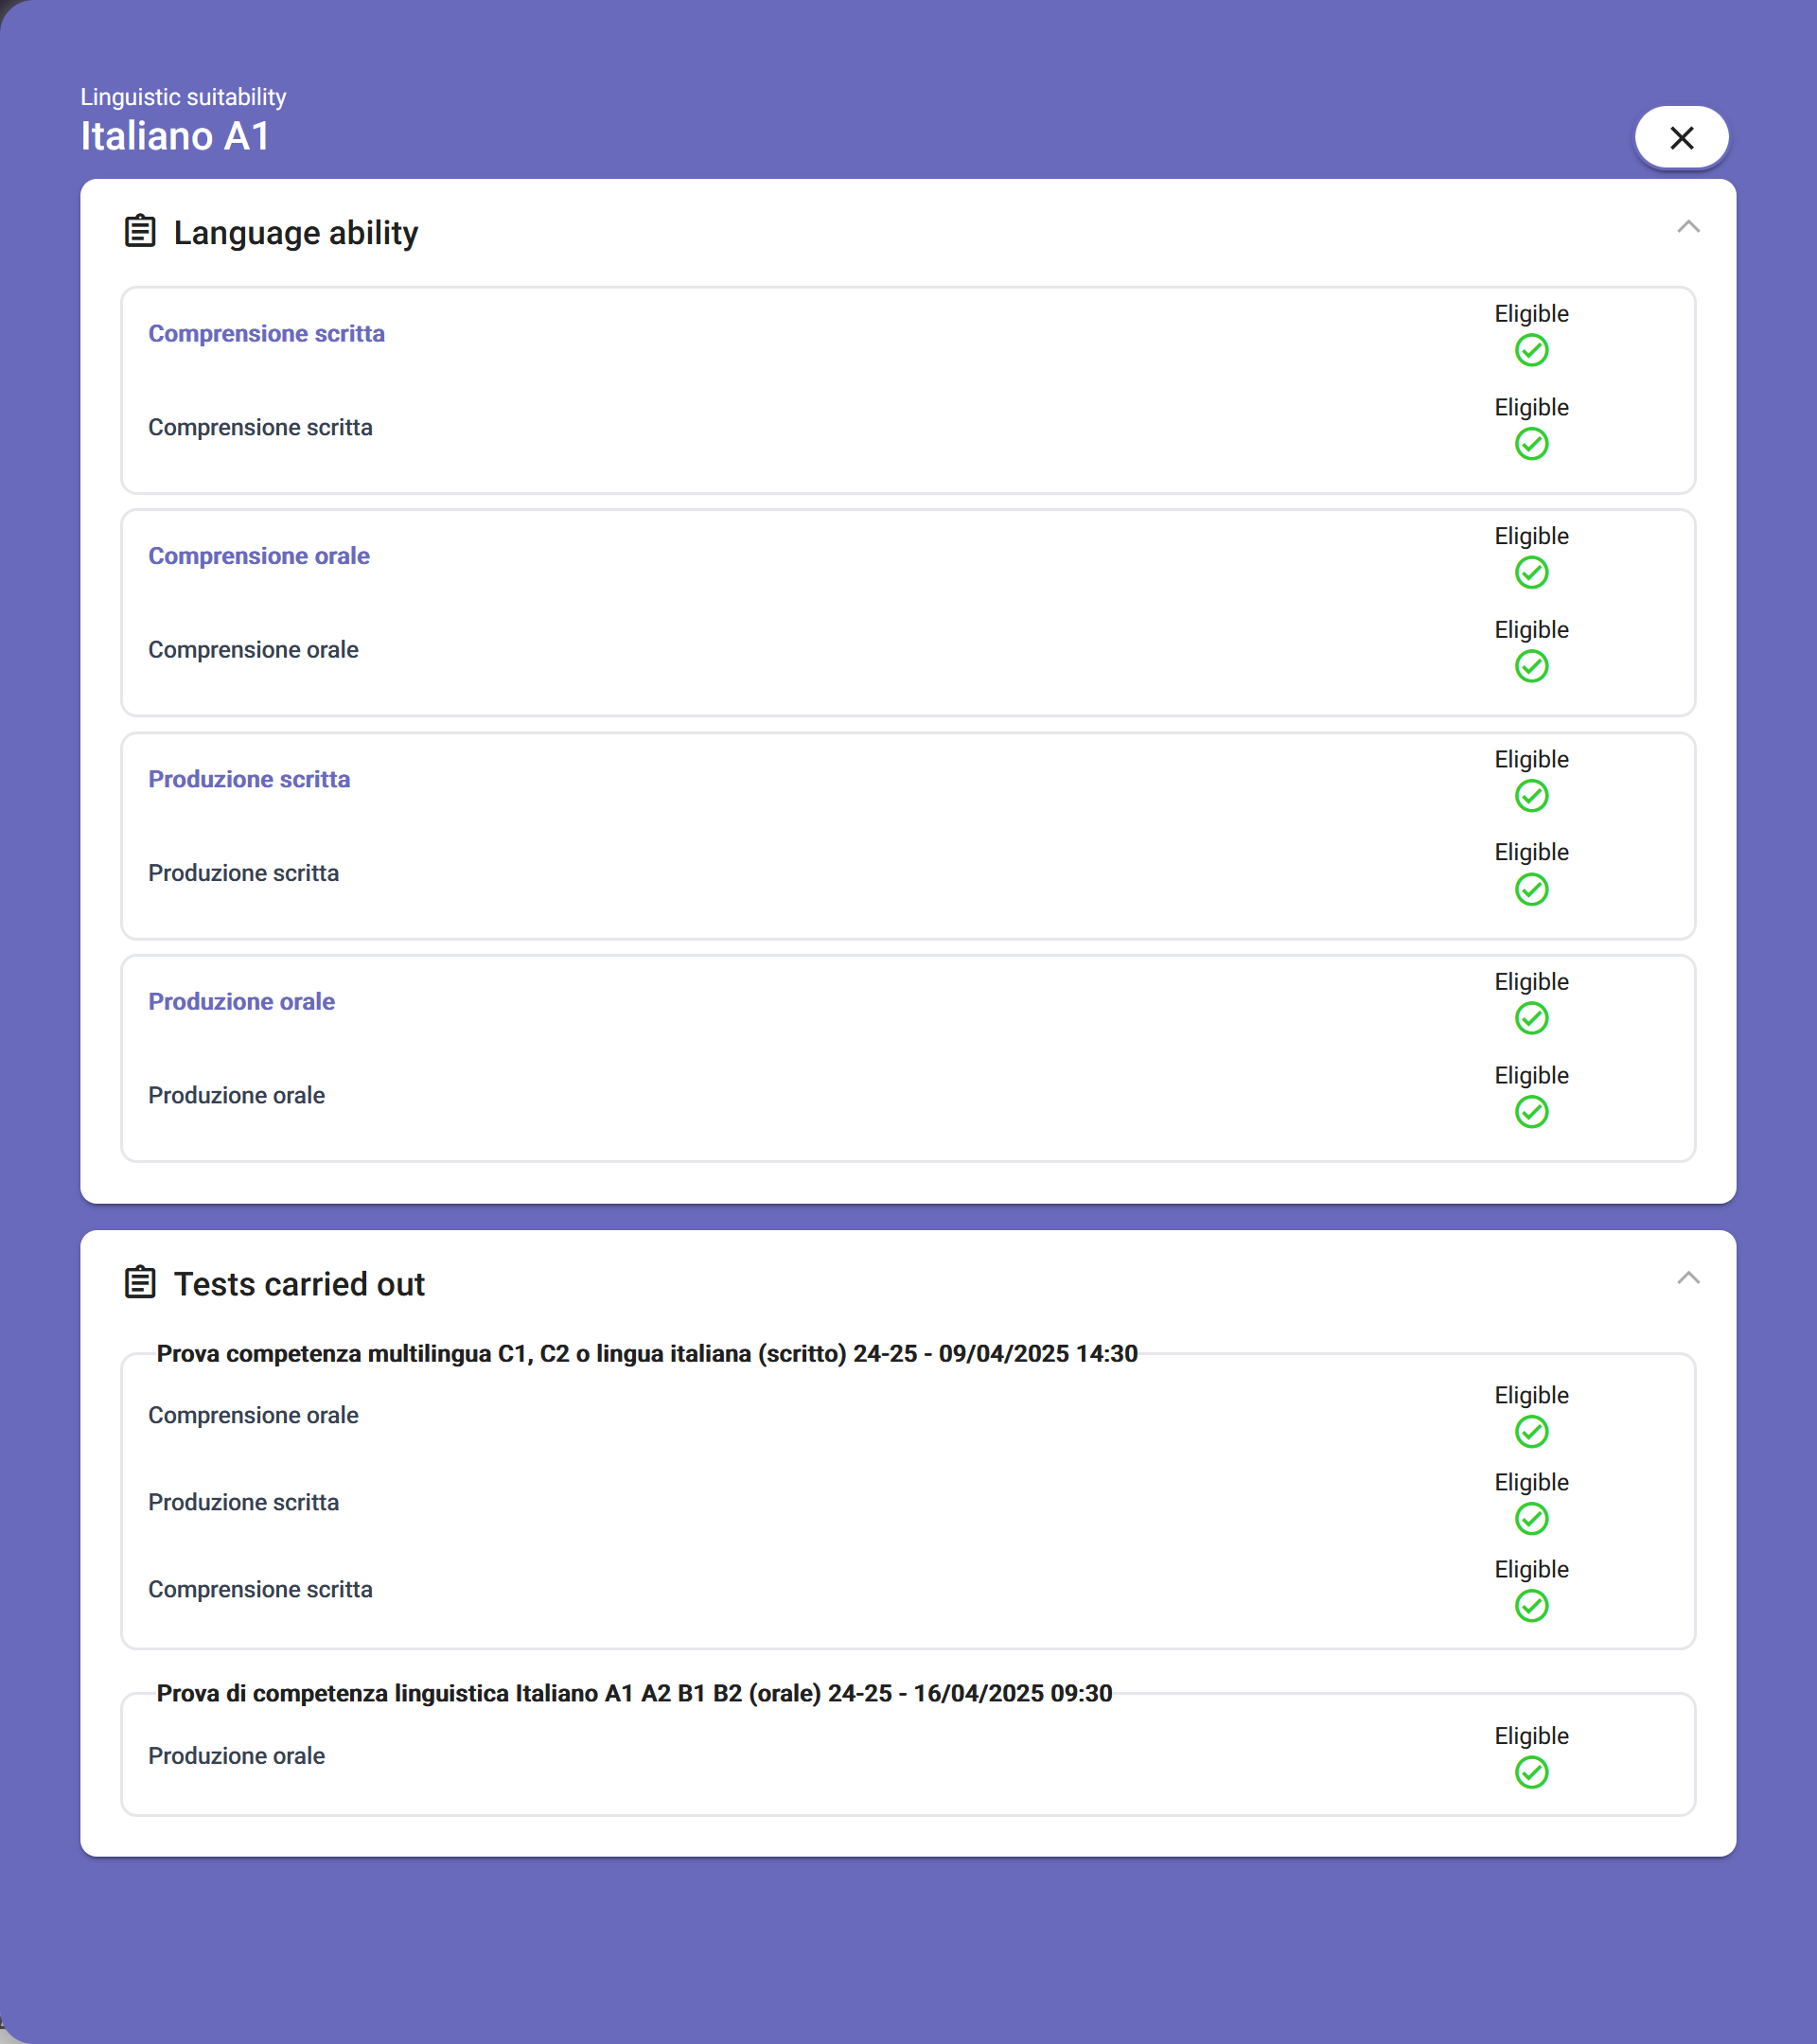 Linguistic suitability
Italiano A1
Language ability
Comprensione scritta
Eligible
Comprensione scritta
Eligible
Comprensione orale
Eligible
Comprensione orale
Eligible
Produzione scritta
Eligible
Produzione scritta
Eligible
Produzione orale
Eligible
Produzione orale
Eligible
Tests carried out
Prova competenza multilingua C1, C2 o lingua italiana (scritto) 24-25 - 09/04/2025 14:30
Comprensione orale
Eligible
Produzione scritta
Eligible
Comprensione scritta
Eligible
Prova di competenza linguistica Italiano A1 A2 B1 B2 (orale) 24-25 - 16/04/2025 09:30
Produzione orale
Eligible